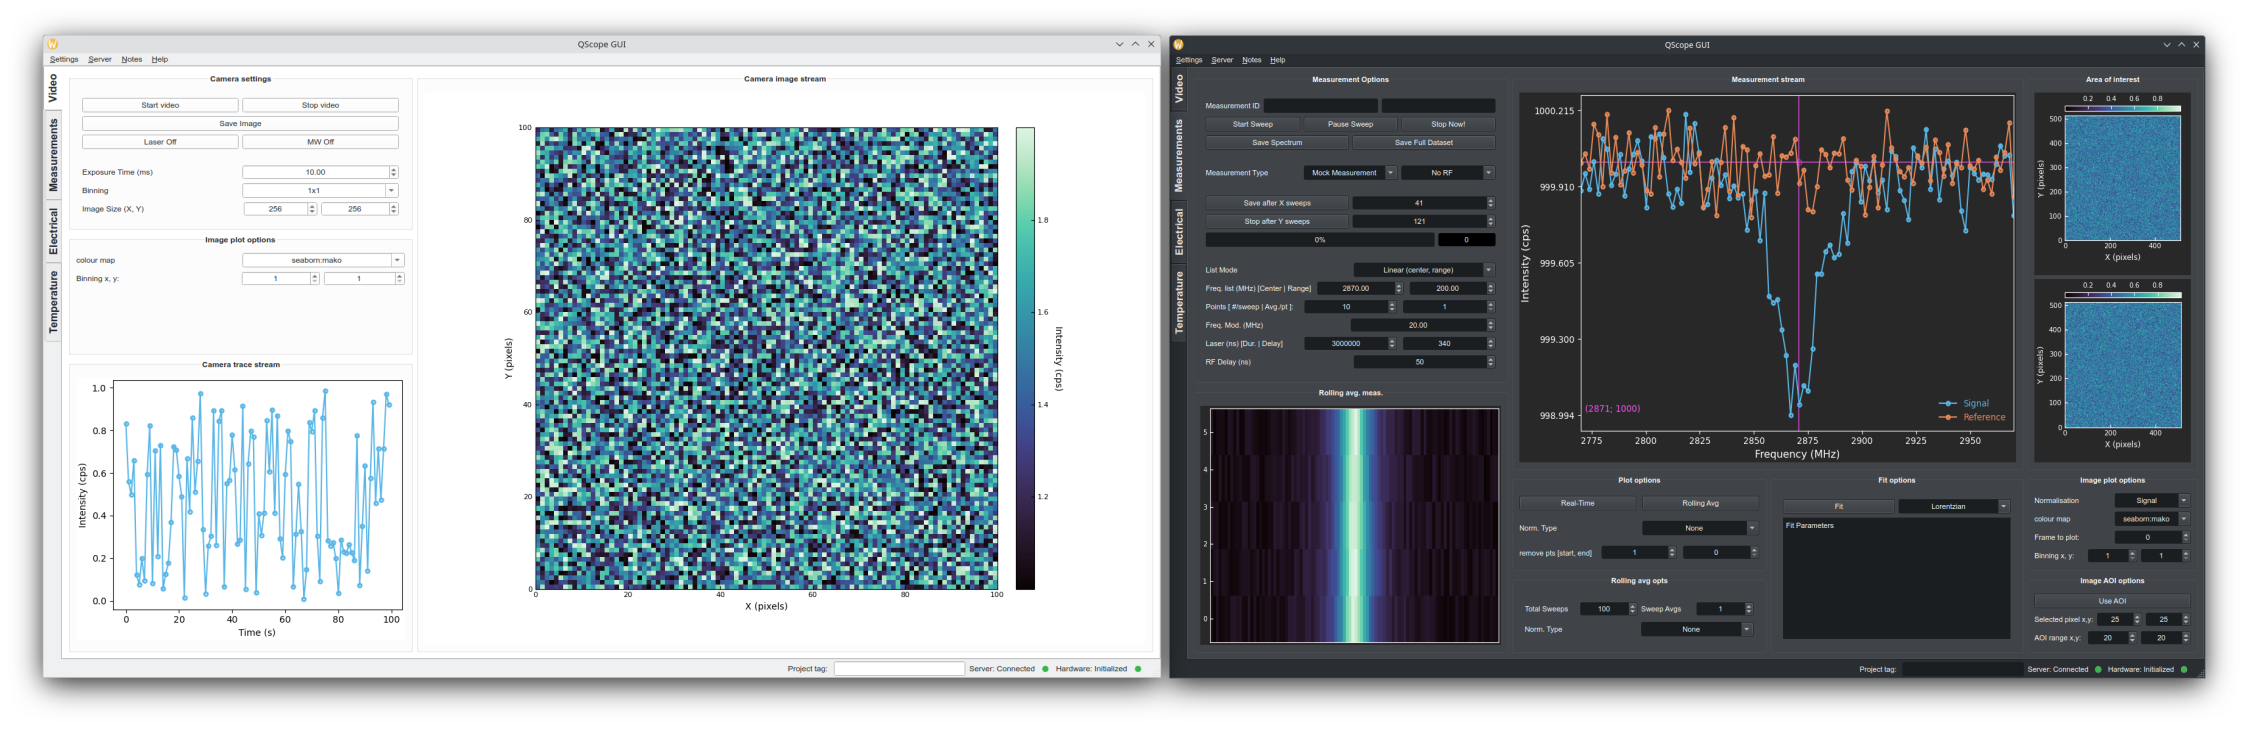 QScope GUI
Settings Server Notes Help
Video
Measurements
Electrical
Temperature
Camera settings
Start video Stop video
Save Image
Laser Off MW Off
Exposure Time (ms) 10.00
Binning 1x1
Image Size (X, Y) 256 256
Image plot options
colour map seaborn:mako
Binning x, y: 1 1
Camera trace stream
1.0
0.8
0.6
0.4
0.2
0.0
Intensity (cps)
0 20 40 60 80 100
Time (s)
Camera image stream
100
80
60
40
20
0
Y (pixels)
0 20 40 60 80 100
X (pixels)
1.8
1.6
1.4
1.2
Intensity (cps)
Project tag: Server: Connected Hardware: Initialized
QScope GUI
Settings Server Notes Help
Video
Measurements
Electrical
Temperature
Measurement Options
Measurement ID
Start Sweep Pause Sweep Stop Now!
Save Spectrum Save Full Dataset
Measurement Type Mock Measurement No RF
Save after X sweeps 41
Stop after Y sweeps 121
0% 0
List Mode Linear (center, range)
Freq. list (MHz) [Center | Range] 2870.00 200.00
Points [ #/sweep | Avg./pt ]: 10 1
Freq. Mod. (MHz) 20.00
Laser (ns) [Dur. | Delay] 3000000 340
RF Delay (ns) 50
Rolling avg. meas.
5
4
3
2
1
0
Measurement stream
1000.215
999.910
999.605
999.300
998.994
Intensity (cps)
(2871; 1000)
Signal
Reference
2775 2800 2825 2850 2875 2900 2925 2950
Frequency (MHz)
Plot options
Real-Time Rolling Avg
Norm. Type None
remove pts [start, end] 1 0
Rolling avg opts
Total Sweeps 100 Sweep Avgs 1
Norm. Type None
Fit options
Fit Lorentzian
Fit Parameters
Area of interest
0.2 0.4 0.6 0.8
500
400
300
200
100
0
Y (pixels)
0 200 400
X (pixels)
0.2 0.4 0.6 0.8
500
400
300
200
100
0
Y (pixels)
0 200 400
X (pixels)
Image plot options
Normalisation Signal
colour map seaborn:mako
Frame to plot: 0
Binning x, y: 1 1
Image AOI options
Use AOI
Selected pixel x,y: 25 25
AOI range x,y: 20 20
Project tag: Server: Connected Hardware: Initialized